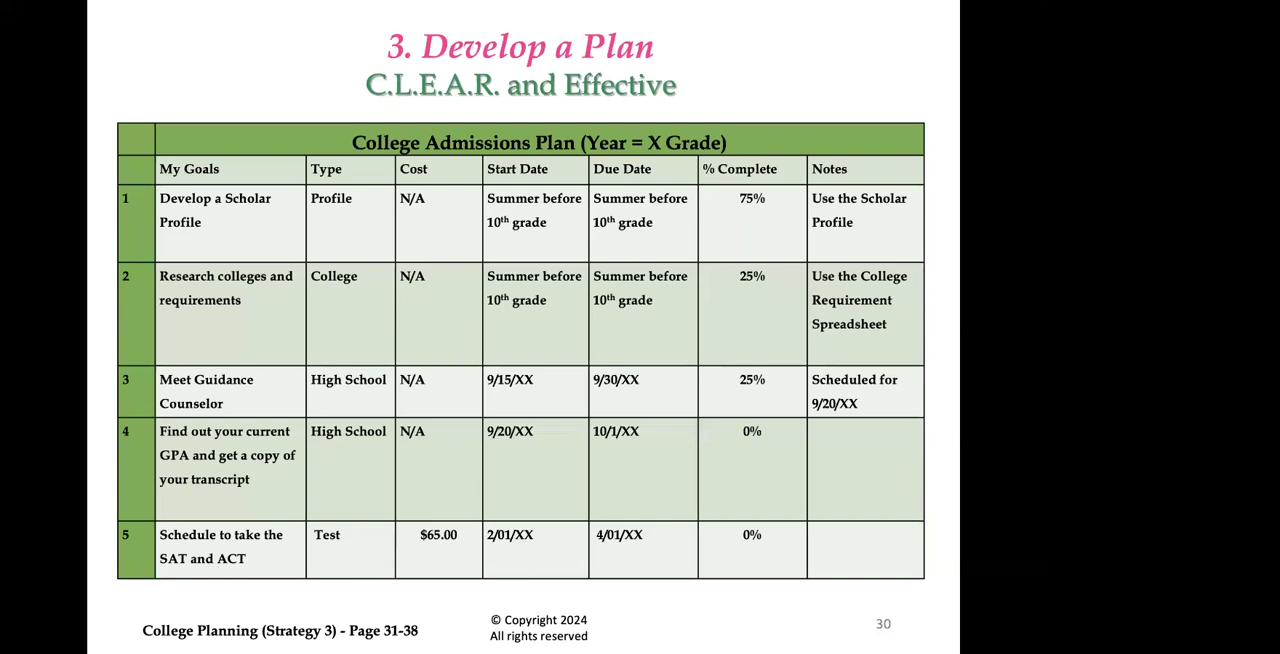 3. Develop a Plan
C.L.E.A.R. and Effective
College Admissions Plan (Year = X Grade)
My Goals Type Cost Start Date Due Date % Complete Notes
1 Develop a Scholar Profile N/A Summer before Summer before 75% Use the Scholar
Profile 10th grade 10th grade Profile
2 Research colleges and College N/A Summer before Summer before 25% Use the College
requirements 10th grade 10th grade Requirement
Spreadsheet
3 Meet Guidance High School N/A 9/15/XX 9/30/XX 25% Scheduled for
Counselor 9/20/XX
4 Find out your current High School N/A 9/20/XX 10/1/XX 0%
GPA and get a copy of
your transcript
5 Schedule to take the Test $65.00 2/01/XX 4/01/XX 0%
SAT and ACT
College Planning (Strategy 3) - Page 31-38
© Copyright 2024
All rights reserved
30